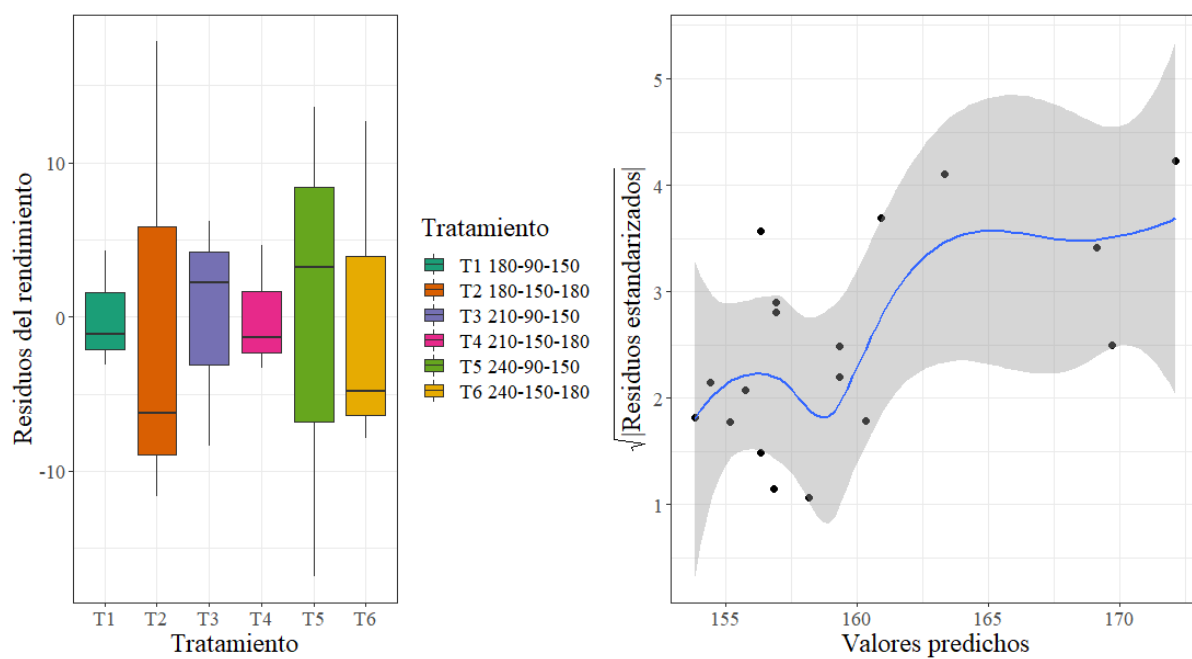 Residuos del rendimiento
10
0
-10
T1 T2 T3 T4 T5 T6
Tratamiento
Tratamiento
T1 180-90-150
T2 180-150-180
T3 210-90-150
T4 210-150-180
T5 240-90-150
T6 240-150-180
√|Residuos estandarizados|
5
4
3
2
1
155 160 165 170
Valores predichos